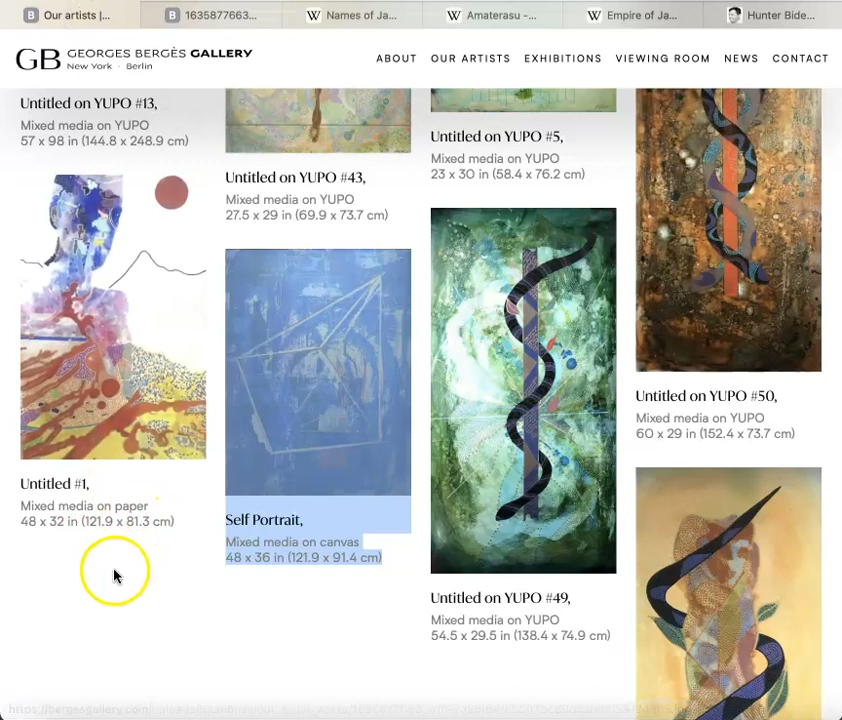 Our artists |...
1635877663...
Names of Ja...
Amaterasu -...
Empire of Ja...
Hunter Bide...
GB GEORGES BERGÈS GALLERY
New York · Berlin
ABOUT OUR ARTISTS EXHIBITIONS VIEWING ROOM NEWS CONTACT
Untitled on YUPO #13,
Mixed media on YUPO
57 x 98 in (144.8 x 248.9 cm)
Untitled #1,
Mixed media on paper
48 x 32 in (121.9 x 81.3 cm)
Untitled on YUPO #43,
Mixed media on YUPO
27.5 x 29 in (69.9 x 73.7 cm)
Self Portrait,
Mixed media on canvas
48 x 36 in (121.9 x 91.4 cm)
Untitled on YUPO #5,
Mixed media on YUPO
23 x 30 in (58.4 x 76.2 cm)
Untitled on YUPO #49,
Mixed media on YUPO
54.5 x 29.5 in (138.4 x 74.9 cm)
Untitled on YUPO #50,
Mixed media on YUPO
60 x 29 in (152.4 x 73.7 cm)